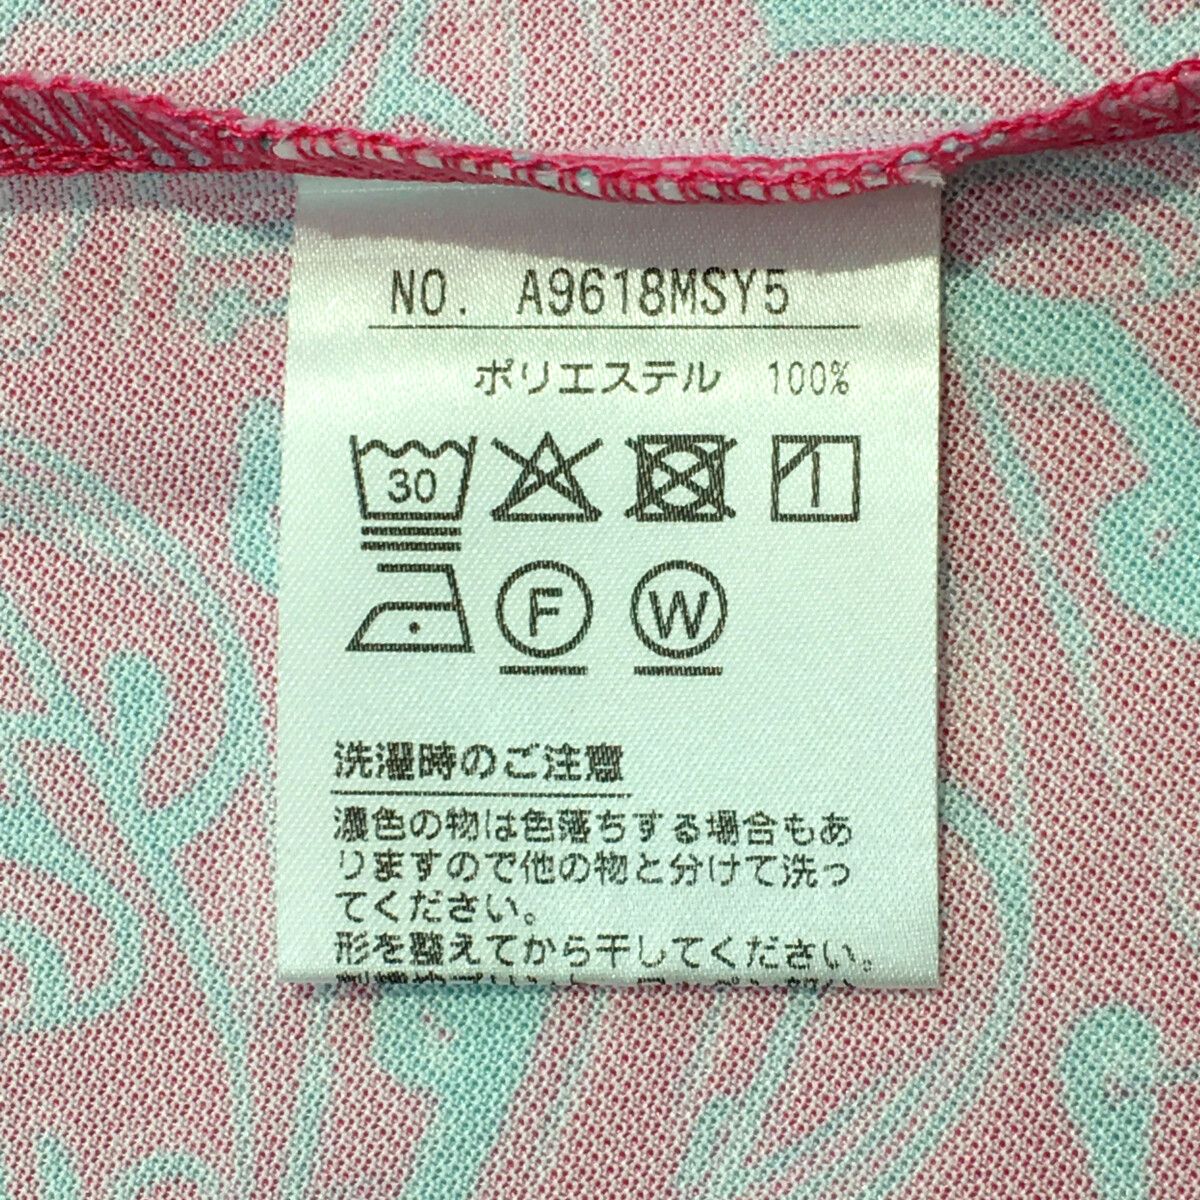 NO. A9618MSY5
ポリエステル 100%
30
F W
洗濯時のご注意
濃色の物は色落ちする場合もあ
りますので他の物と分けて洗っ
てください。
形を整えてから干してください。